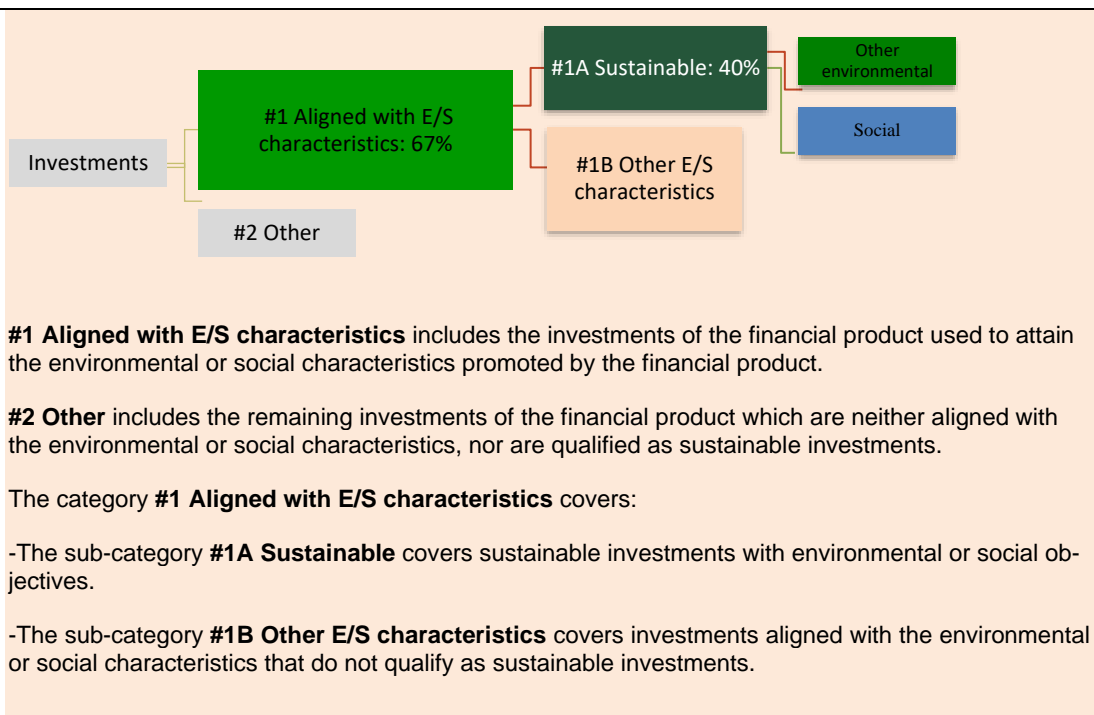 Investments
#1 Aligned with E/S
characteristics: 67%
#2 Other
#1A Sustainable: 40%
#1B Other E/S
characteristics
Other
environmental
Social
#1 Aligned with E/S characteristics includes the investments of the financial product used to attain
the environmental or social characteristics promoted by the financial product.
#2 Other includes the remaining investments of the financial product which are neither aligned with
the environmental or social characteristics, nor are qualified as sustainable investments.
The category #1 Aligned with E/S characteristics covers:
-The sub-category #1A Sustainable covers sustainable investments with environmental or social ob-
jectives.
-The sub-category #1B Other E/S characteristics covers investments aligned with the environmental
or social characteristics that do not qualify as sustainable investments.